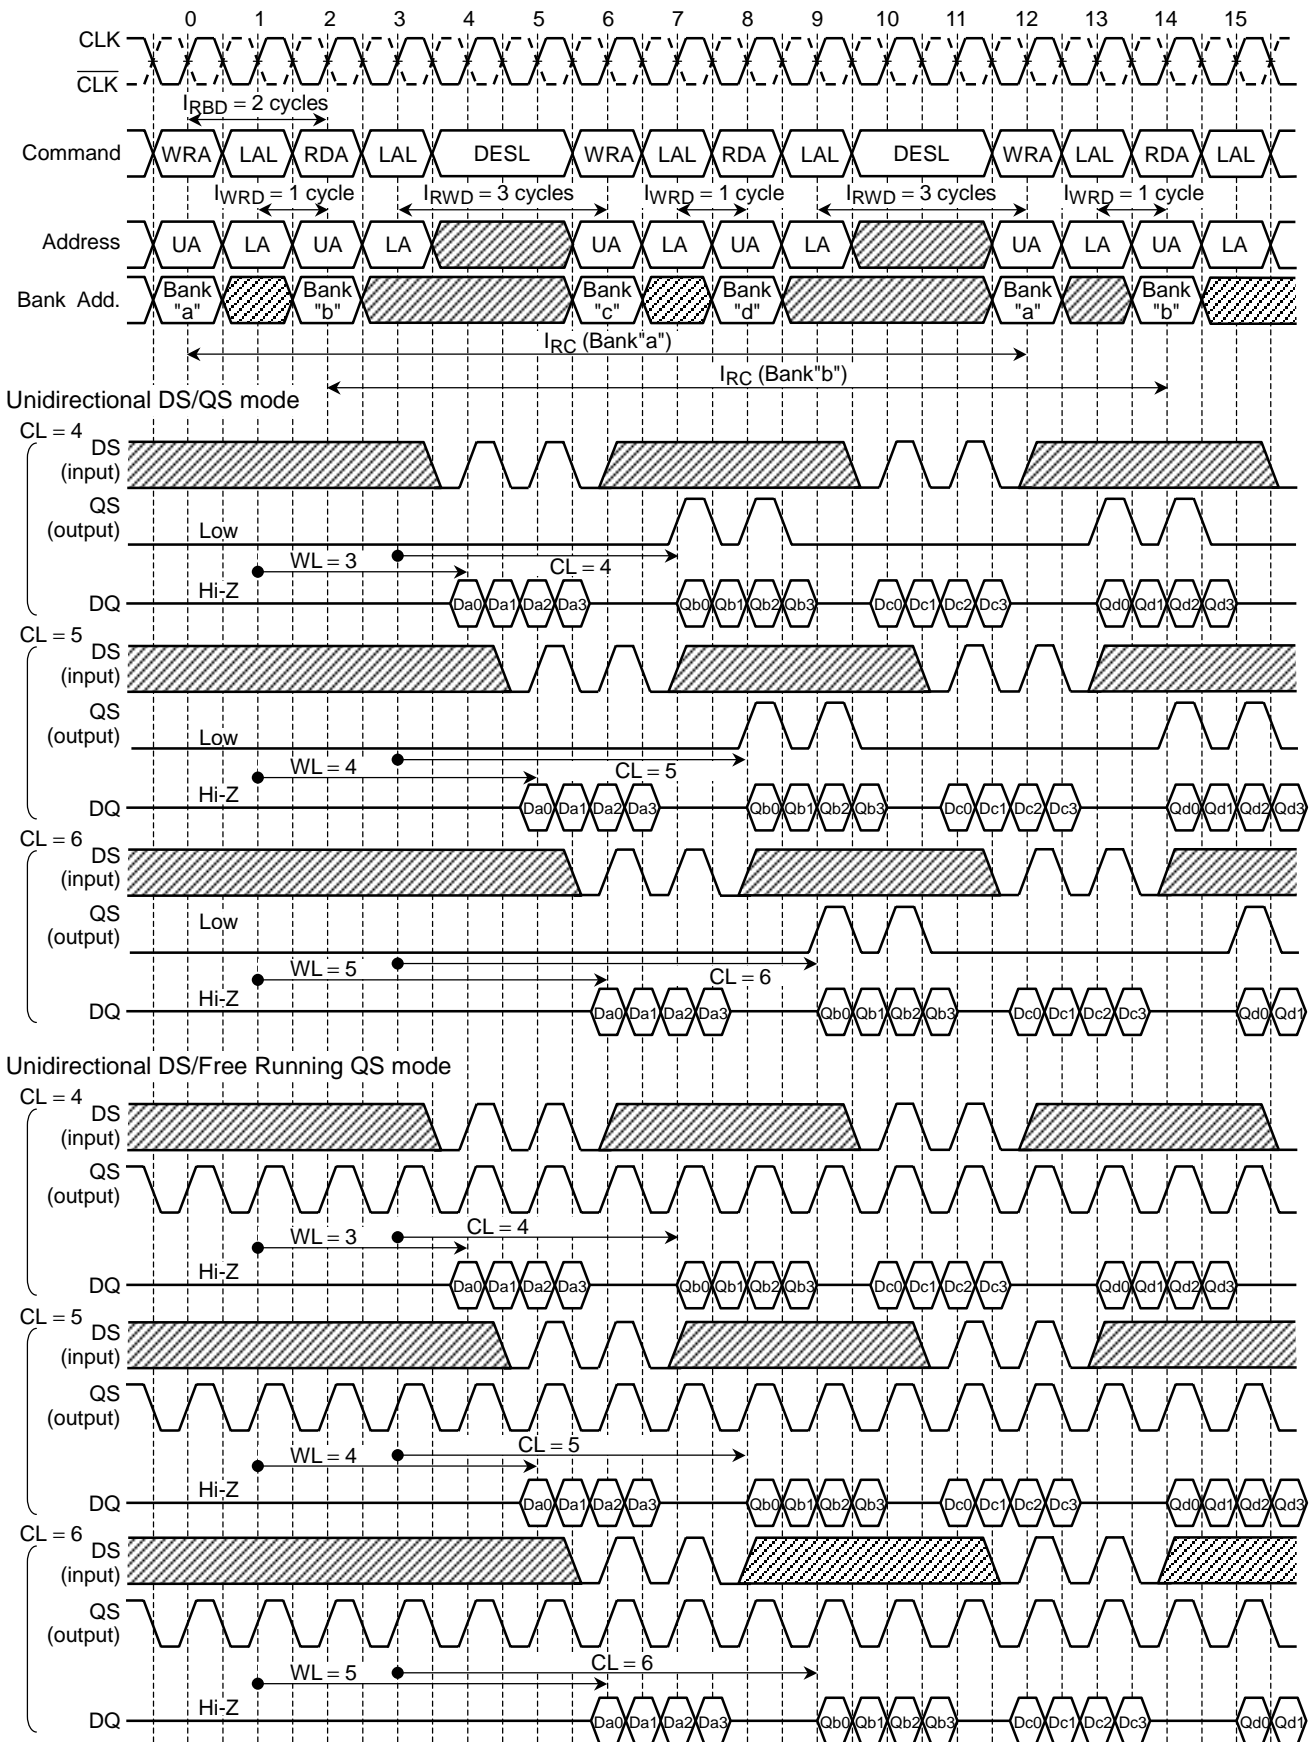 0 1 2 3 4 5 6 7 8 9 10 11 12 13 14 15
CLK
CLK
IRBD = 2 cycles
Command WRA LAL RDA LAL DESL WRA LAL RDA LAL DESL WRA LAL RDA LAL
IWRD = 1 cycle IRWD = 3 cycles IWRD = 1 cycle IRWD = 3 cycles IWRD = 1 cycle
Address UA LA UA LA UA LA UA LA UA LA UA LA
Bank Add. Bank "a" Bank "b" Bank "c" Bank "d" Bank "a" Bank "b"
IRC (Bank"a")
IRC (Bank"b")
Unidirectional DS/QS mode
CL = 4
DS
(input)
QS
(output) Low
WL = 3 CL = 4
Hi-Z
DQ Da0 Da1 Da2 Da3 Qb0 Qb1 Qb2 Qb3 Dc0 Dc1 Dc2 Dc3 Qd0 Qd1 Qd2 Qd3
CL = 5
DS
(input)
QS
(output) Low
WL = 4 CL = 5
Hi-Z
DQ Da0 Da1 Da2 Da3 Qb0 Qb1 Qb2 Qb3 Dc0 Dc1 Dc2 Dc3 Qd0 Qd1 Qd2 Qd3
CL = 6
DS
(input)
QS
(output) Low
WL = 5 CL = 6
Hi-Z
DQ Da0 Da1 Da2 Da3 Qb0 Qb1 Qb2 Qb3 Dc0 Dc1 Dc2 Dc3 Qd0 Qd1
Unidirectional DS/Free Running QS mode
CL = 4
DS
(input)
QS
(output)
WL = 3 CL = 4
Hi-Z
DQ Da0 Da1 Da2 Da3 Qb0 Qb1 Qb2 Qb3 Dc0 Dc1 Dc2 Dc3 Qd0 Qd1 Qd2 Qd3
CL = 5
DS
(input)
QS
(output)
WL = 4 CL = 5
Hi-Z
DQ Da0 Da1 Da2 Da3 Qb0 Qb1 Qb2 Qb3 Dc0 Dc1 Dc2 Dc3 Qd0 Qd1 Qd2 Qd3
CL = 6
DS
(input)
QS
(output)
WL = 5 CL = 6
Hi-Z
DQ Da0 Da1 Da2 Da3 Qb0 Qb1 Qb2 Qb3 Dc0 Dc1 Dc2 Dc3 Qd0 Qd1